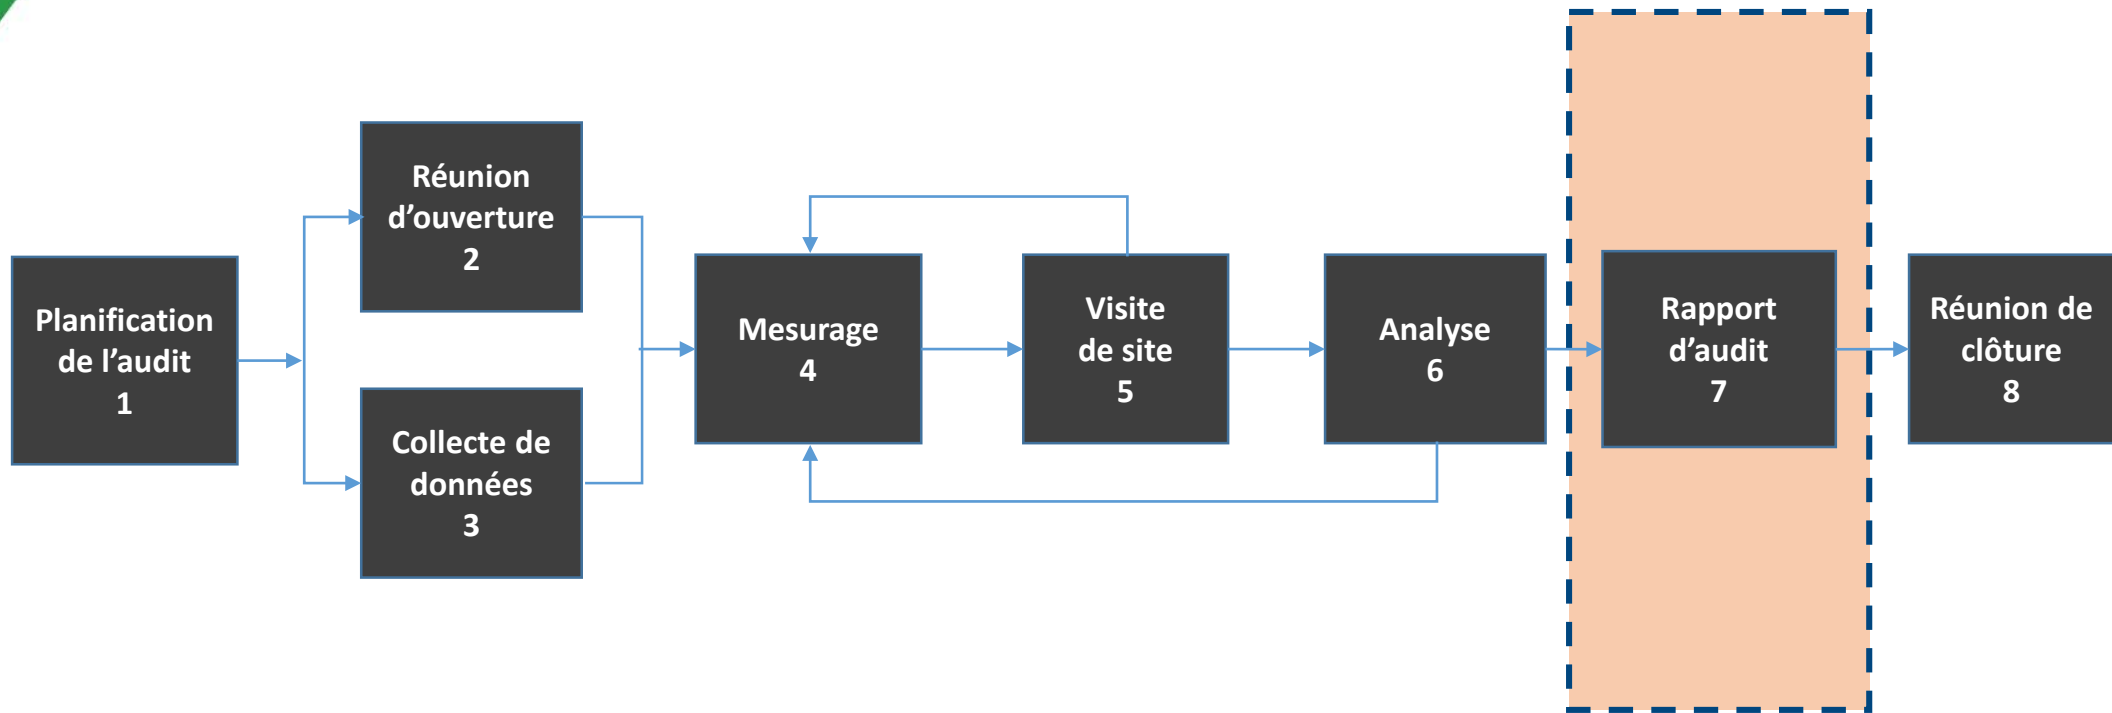 Planification
de l’audit
1
Réunion
d’ouverture
2
Collecte de
données
3
Mesurage
4
Visite
de site
5
Analyse
6
Rapport
d’audit
7
Réunion de
clôture
8